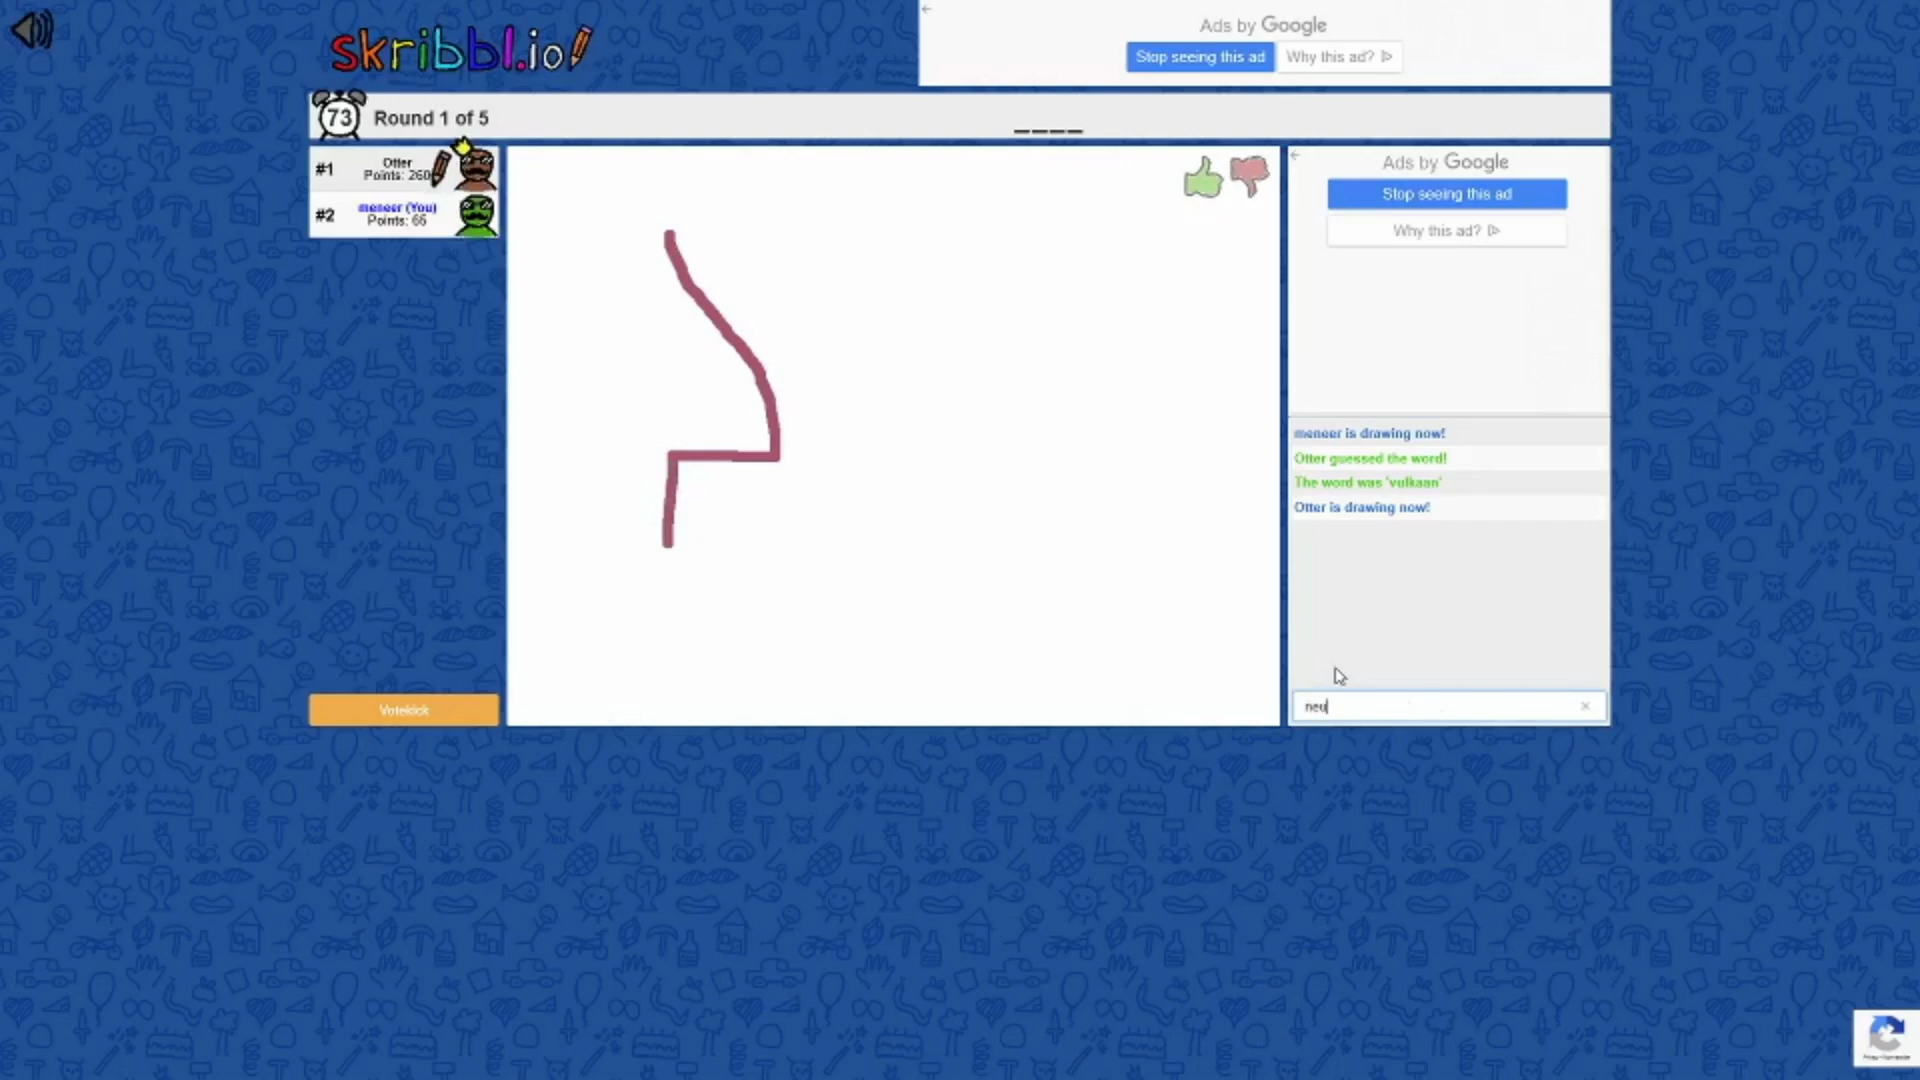 skribbl.io
Ads by Google
Stop seeing this ad
Why this ad?
73
Round 1 of 5
____
#1
Otter
Points: 260
#2
meneer (You)
Points: 66
Ads by Google
Stop seeing this ad
Why this ad?
meneer is drawing now!
Otter guessed the word!
The word was 'vulkaan'
Otter is drawing now!
neu
Votekick